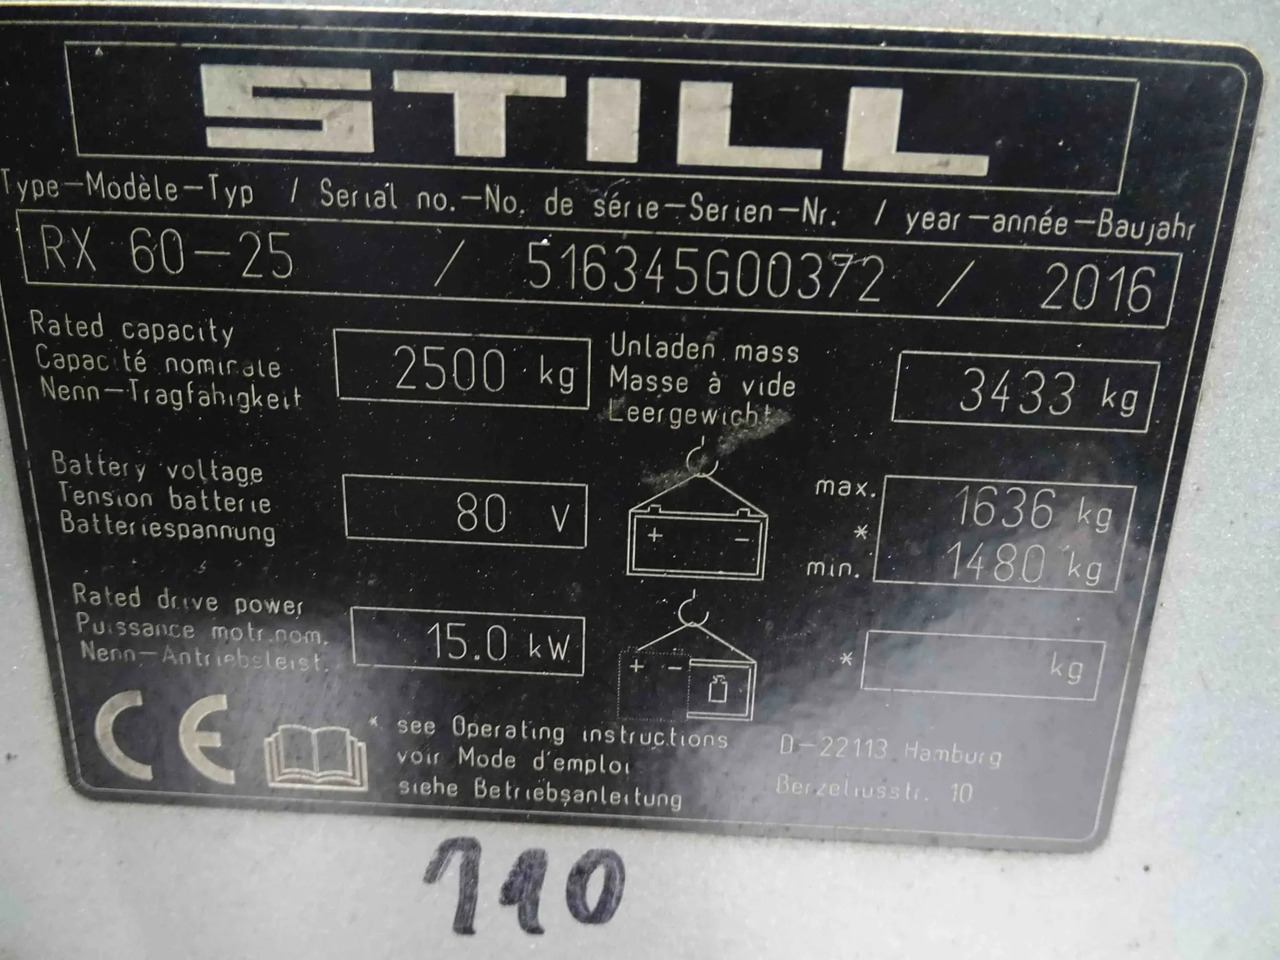 STILL
Type-Modèle-Typ / Serial no.-No. de série-Serien-Nr. / year-année-Baujahr
RX 60-25 / 516345G00372 / 2016
Rated capacity
Capacité nominale
Nenn-Tragfähigkeit
2500 kg
Unladen mass
Masse à vide
Leergewicht
3433 kg
Battery voltage
Tension batterie
Batteriespannung
80 V
+ -
max.
*
min.
1636 kg
1480 kg
Rated drive power
Puissance motr.nom.
Nenn-Antriebsleist.
15.0 kW
+ -
*
kg
CE
* see Operating instructions
voir Mode d'emploi
siehe Betriebsanleitung
D-22113 Hamburg
Berzeliusstr. 10
110